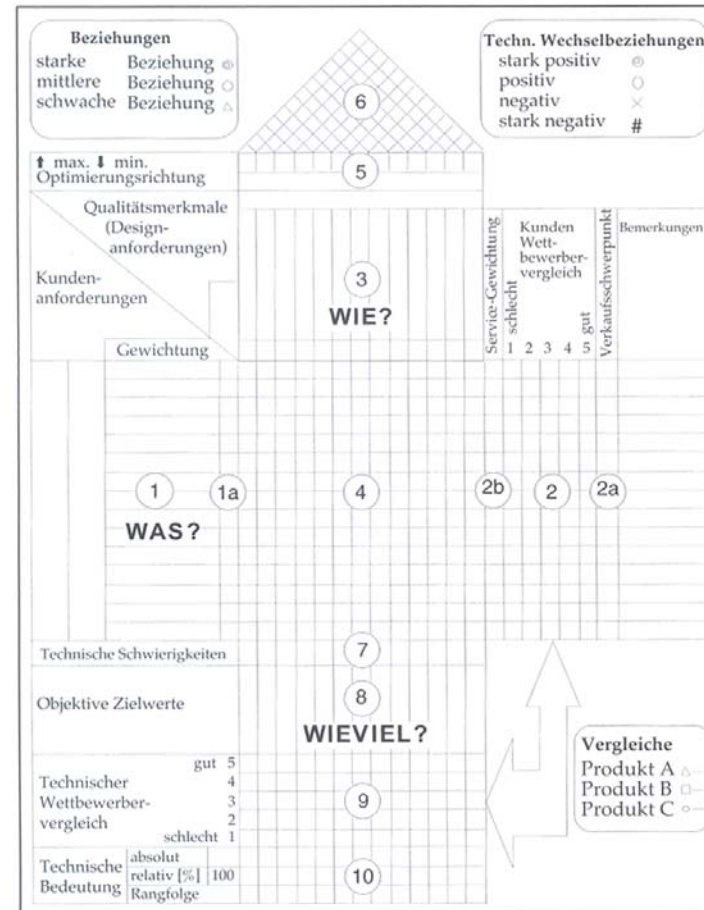 Beziehungen
starke Beziehung ◎
mittlere Beziehung ○
schwache Beziehung △
Techn. Wechselbeziehungen
stark positiv ◎
positiv ○
negativ ×
stark negativ #
6
⬆ max. ⬇ min.
Optimierungsrichtung
5
Qualitätsmerkmale
(Design-
anforderungen)
Kunden-
anforderungen
Gewichtung
3
WIE?
Service-Gewichtung
Kunden
Wett-
bewerber-
vergleich
schlecht
gut
1 2 3 4 5
Verkaufsschwerpunkt
Bemerkungen
1
1a
4
2b
2
2a
WAS?
Technische Schwierigkeiten
7
Objektive Zielwerte
8
WIEVIEL?
Technischer
Wettbewerber-
vergleich
gut 5
4
3
2
schlecht 1
9
Technische
Bedeutung
absolut
relativ [%] 100
Rangfolge
10
Vergleiche
Produkt A △
Produkt B □
Produkt C ○